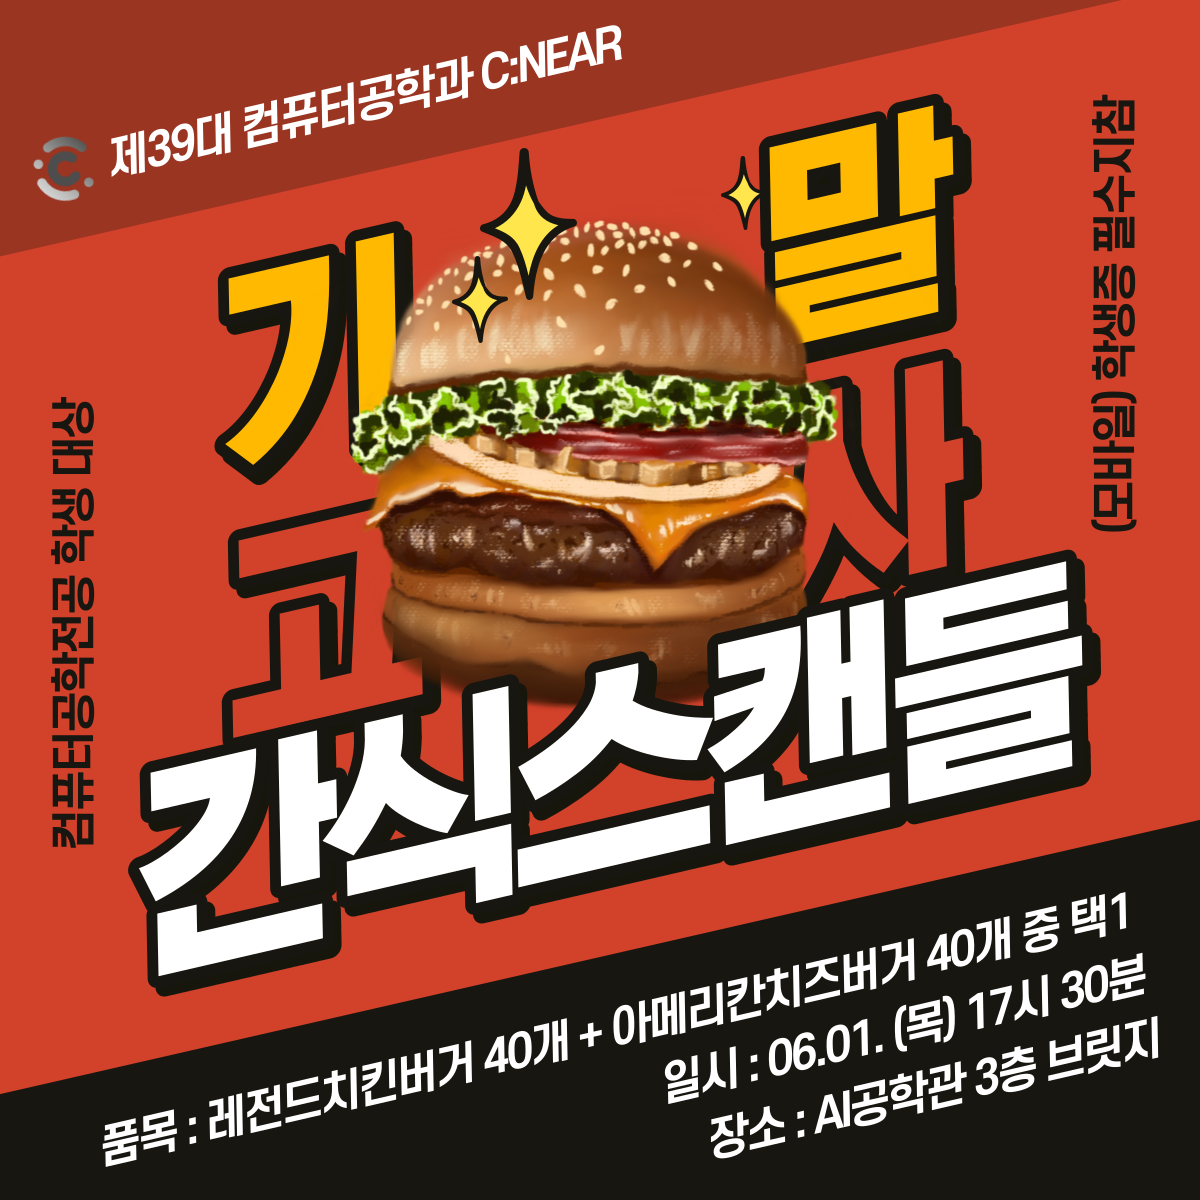 제39대 컴퓨터공학과 C:NEAR
기말
고사
간식스캔들
컴퓨터공학전공 학생 대상
(모바일) 학생증 필수지참
품목 : 레전드치킨버거 40개 + 아메리칸치즈버거 40개 중 택1
일시 : 06.01. (목) 17시 30분
장소 : AI공학관 3층 브릿지